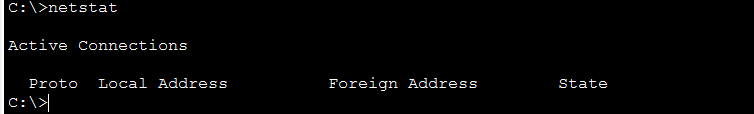 C:\>netstat
Active Connections
  Proto  Local Address          Foreign Address        State
C:\>